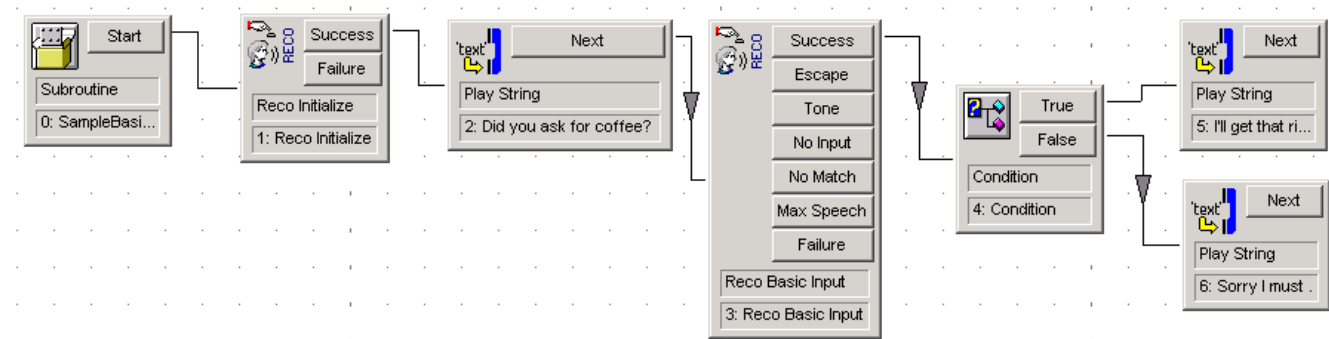 Start
Subroutine
0: SampleBasi...
RECO
Success
Failure
Reco Initialize
1: Reco Initialize
'text'
Next
Play String
2: Did you ask for coffee?
RECO
Success
Escape
Tone
No Input
No Match
Max Speech
Failure
Reco Basic Input
3: Reco Basic Input
?
True
False
Condition
4: Condition
'text'
Next
Play String
5: I'll get that ri...
'text'
Next
Play String
6: Sorry I must .